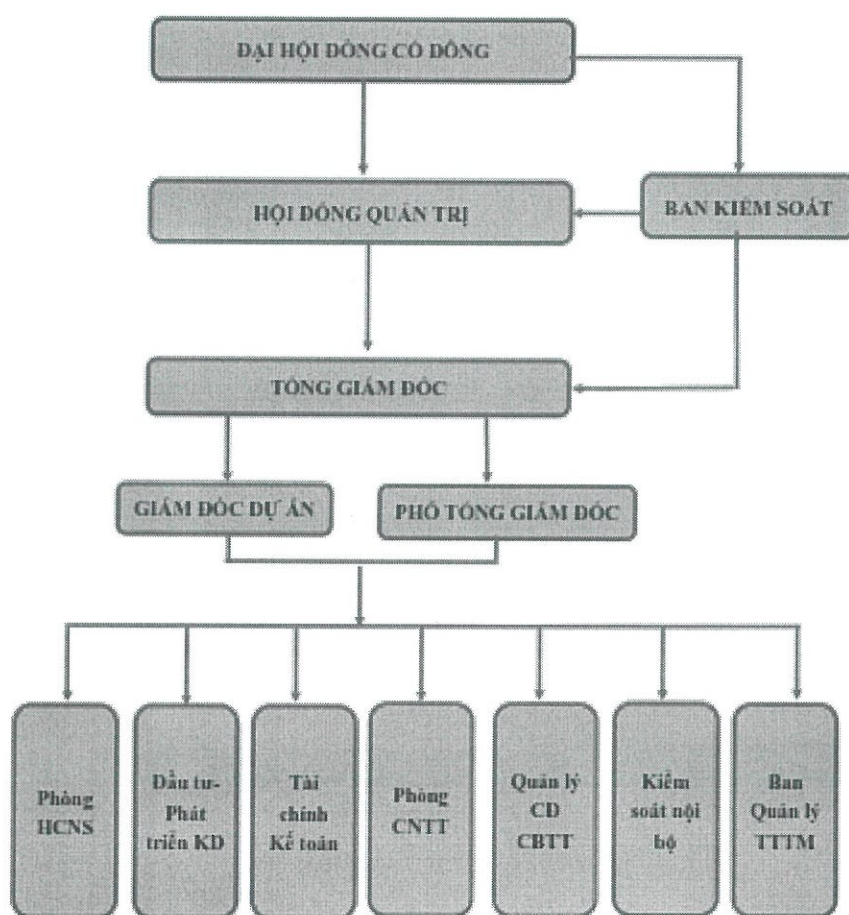 ĐẠI HỘI ĐỒNG CỔ ĐÔNG
HỘI ĐỒNG QUẢN TRỊ
BAN KIỂM SOÁT
TỔNG GIÁM ĐỐC
GIÁM ĐỐC DỰ ÁN
PHÓ TỔNG GIÁM ĐỐC
Phòng
HCNS
Đầu tư-
Phát
triển KD
Tài
chính
Kế toán
Phòng
CNTT
Quản lý
CĐ
CBTT
Kiểm
soát nội
bộ
Ban
Quản lý
TTTM